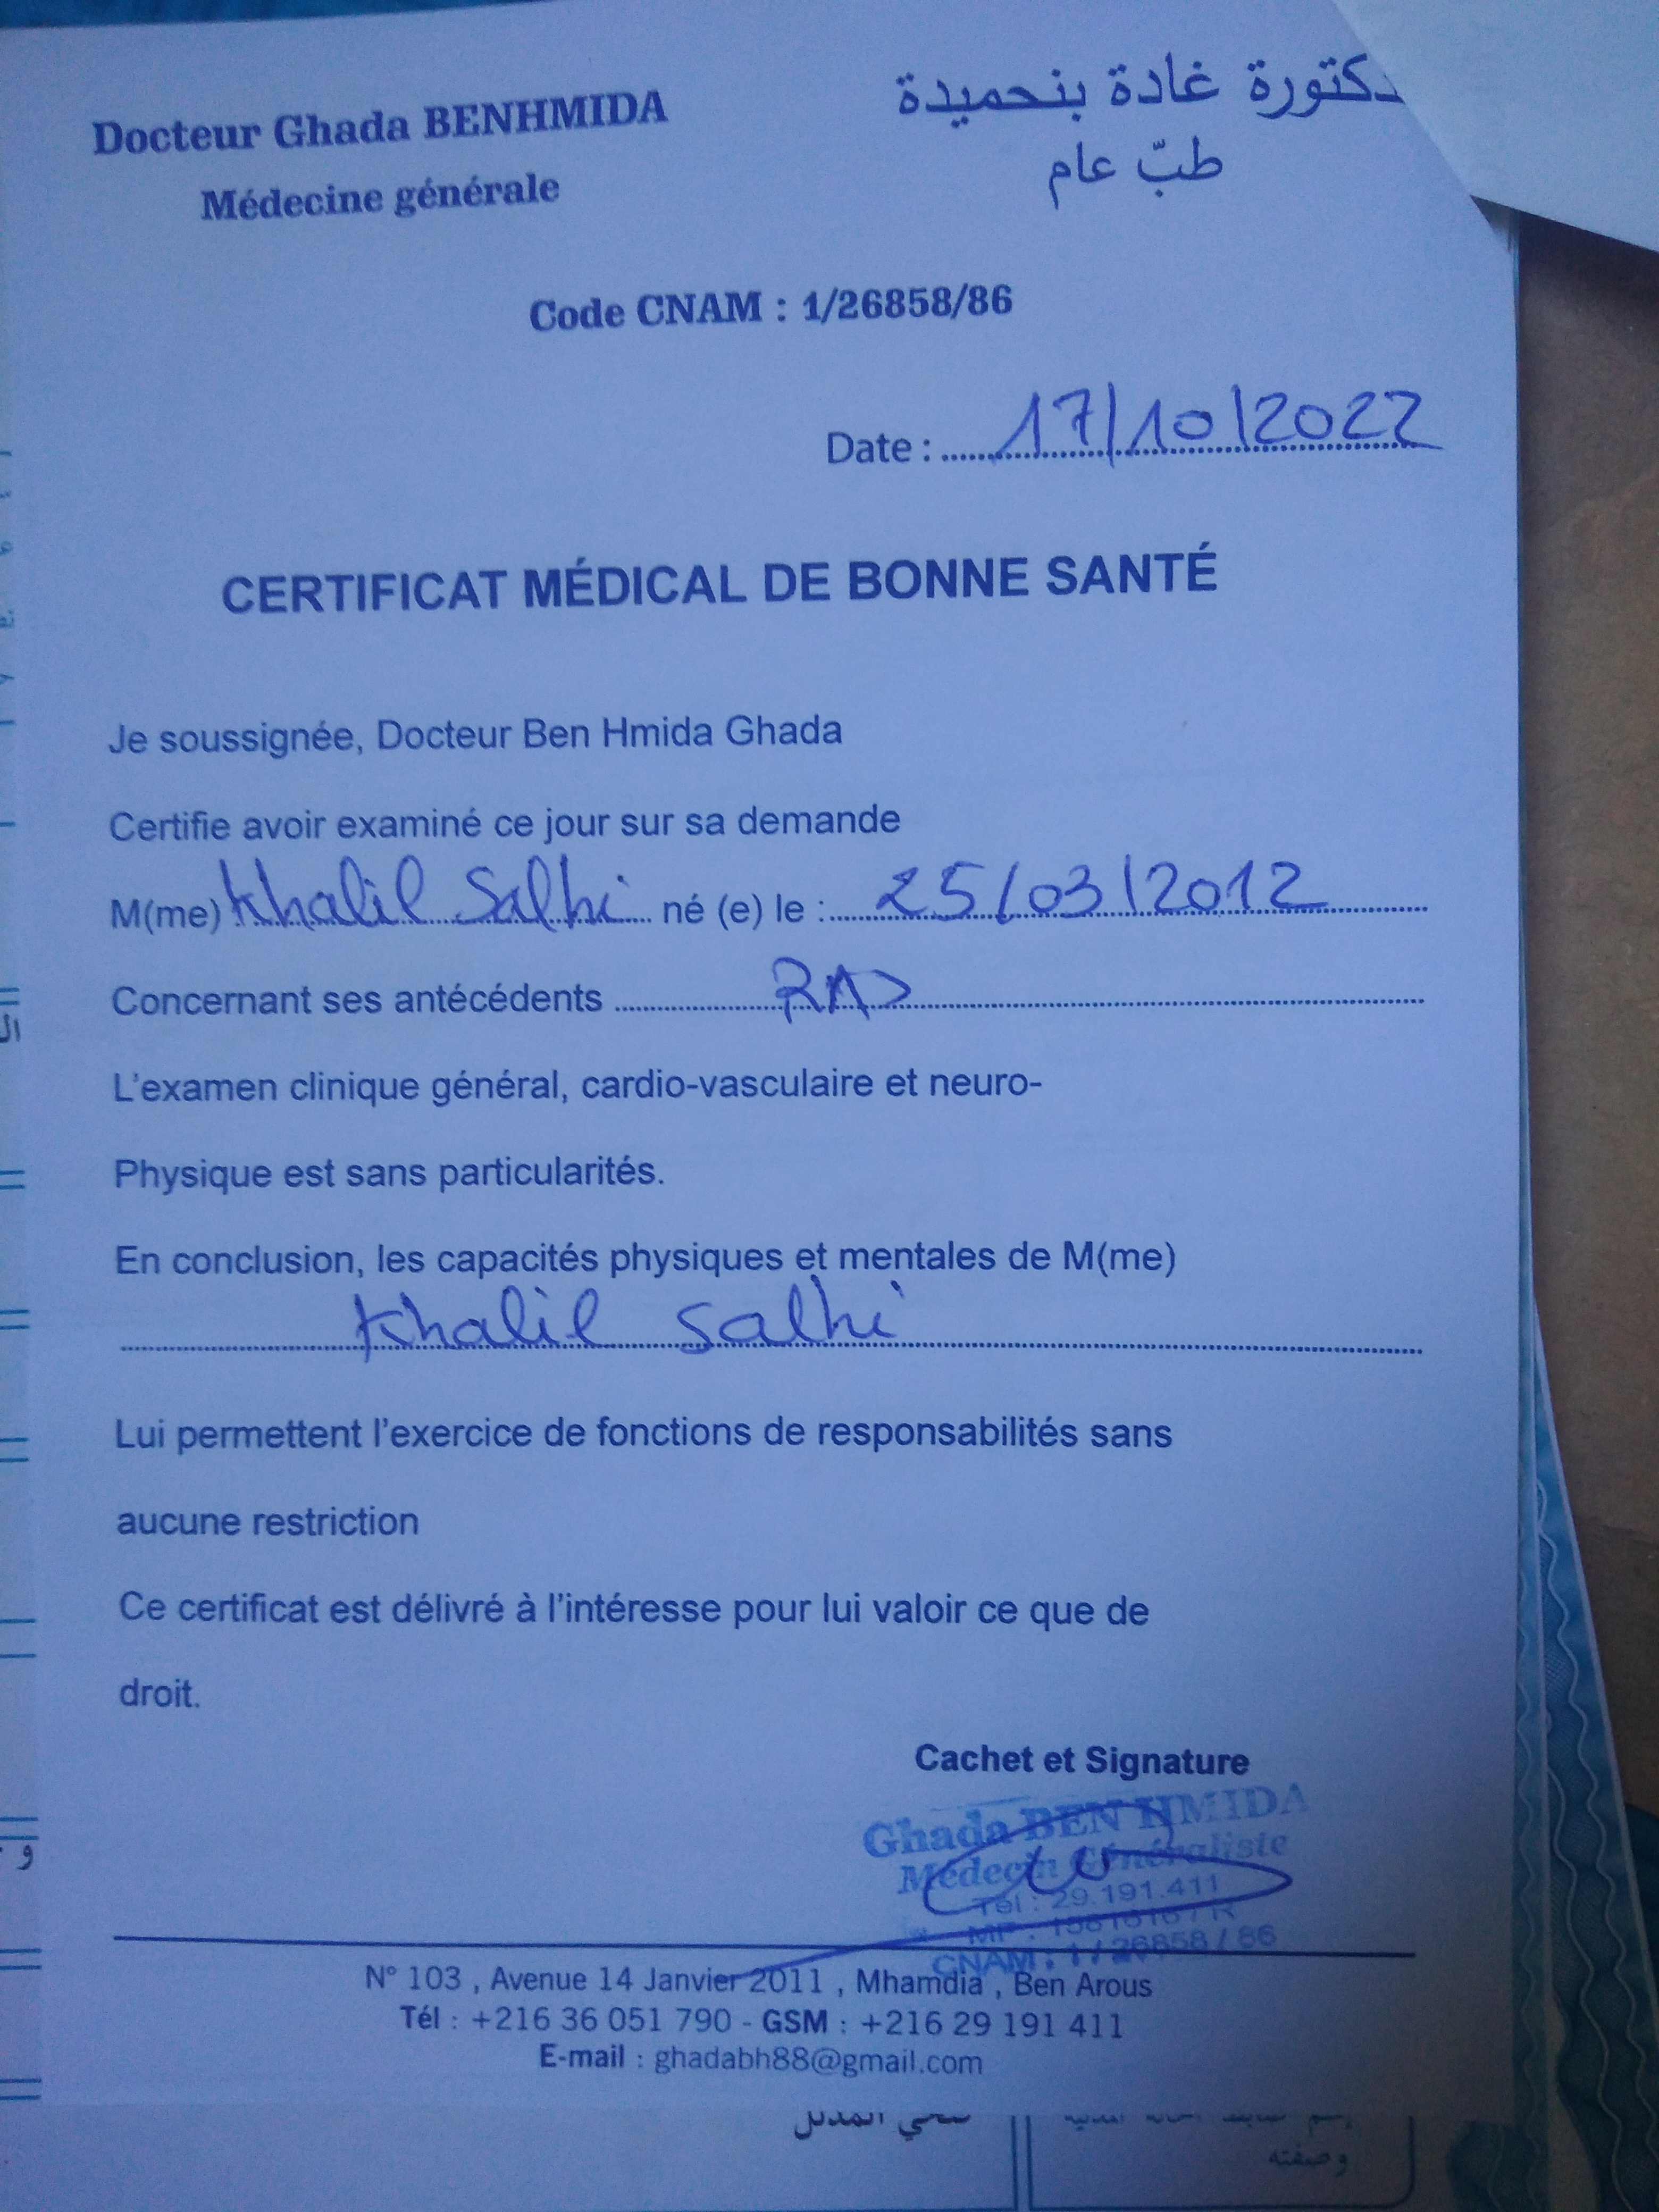 Docteur Ghada BENHMIDA
Médecine générale
دكتورة غادة بنحميدة
طبّ عام
Code CNAM : 1/26858/86
Date : 17/10/2022
CERTIFICAT MÉDICAL DE BONNE SANTÉ
Je soussignée, Docteur Ben Hmida Ghada
Certifie avoir examiné ce jour sur sa demande
M(me) Khalil Salhi né (e) le : 25/03/2012
Concernant ses antécédents RAS
L'examen clinique général, cardio-vasculaire et neuro-
Physique est sans particularités.
En conclusion, les capacités physiques et mentales de M(me)
Khalil Salhi
Lui permettent l'exercice de fonctions de responsabilités sans
aucune restriction
Ce certificat est délivré à l'intéresse pour lui valoir ce que de
droit.
Cachet et Signature
Ghada BEN HMIDA
Médecin Généraliste
Tél : 29.191.411
CNAM : 1 / 26858 / 86
N° 103 , Avenue 14 Janvier 2011 , Mhamdia , Ben Arous
Tél : +216 36 051 790 - GSM : +216 29 191 411
E-mail : ghadabh88@gmail.com
وصفته